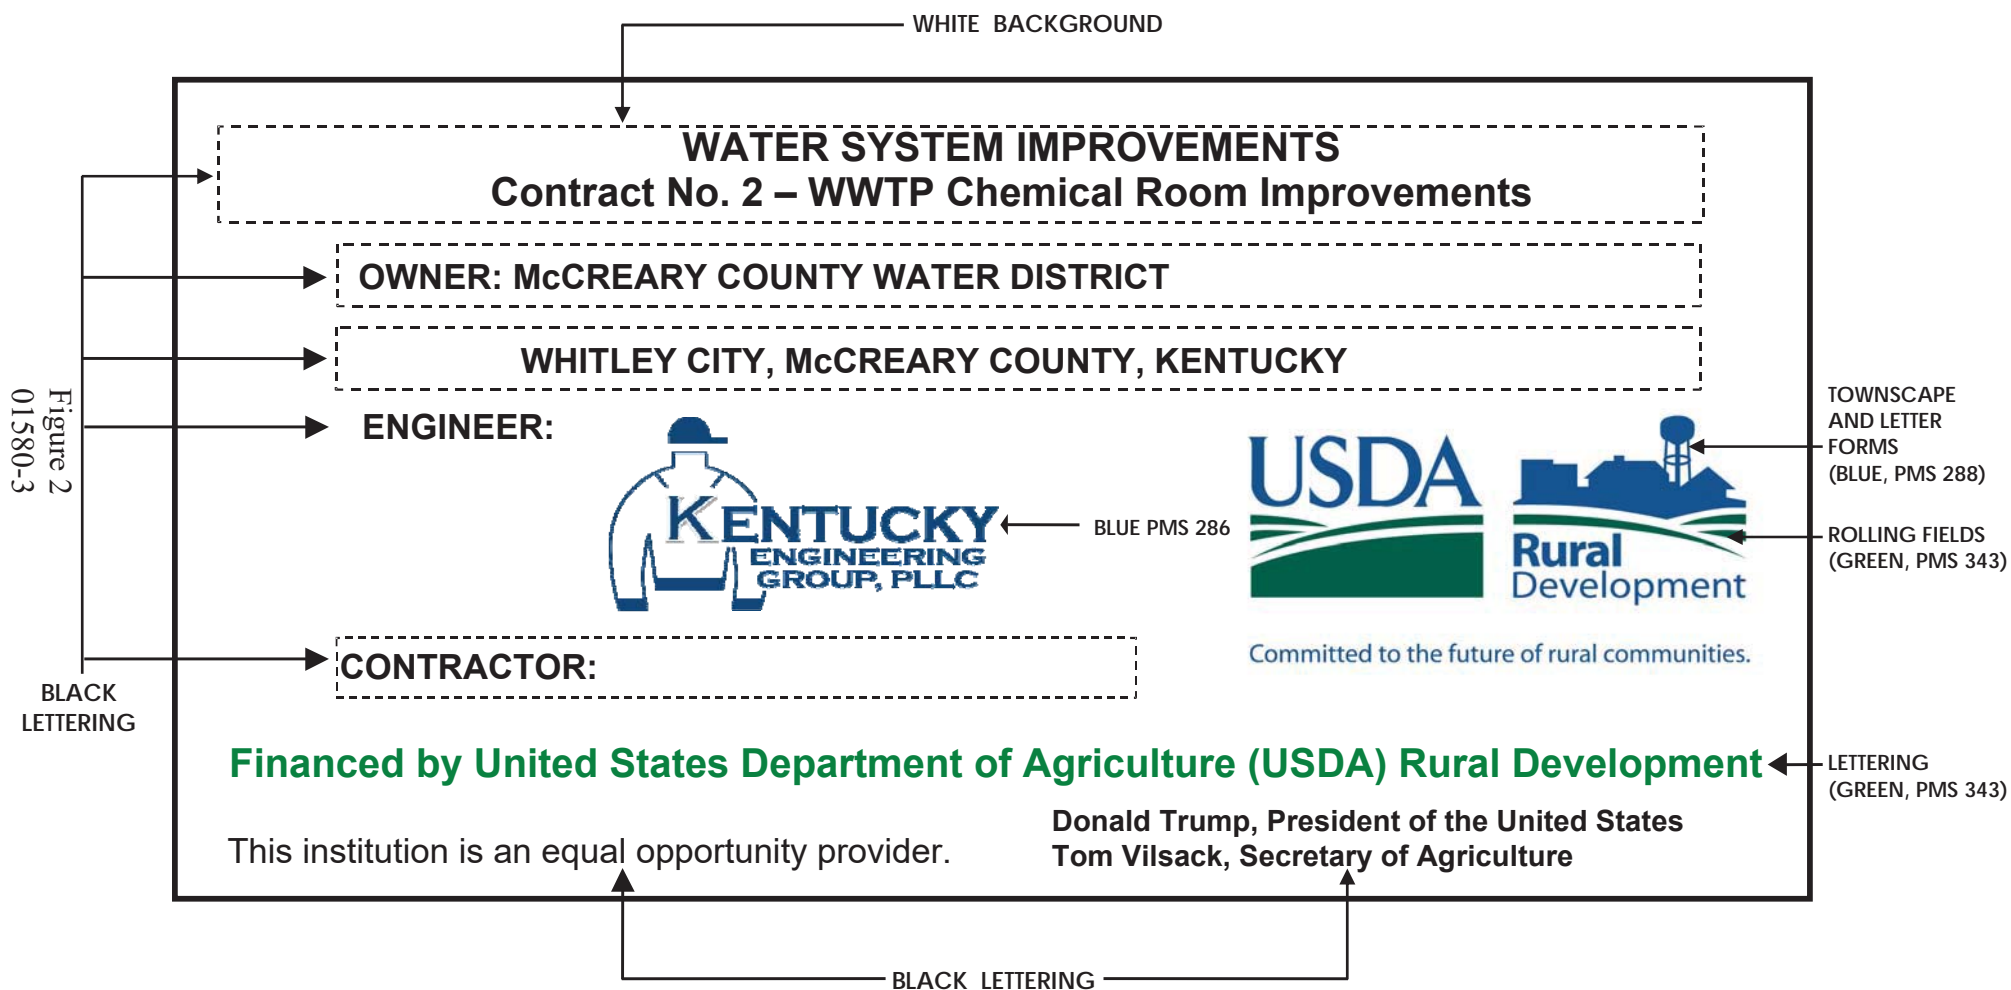 WHITE BACKGROUND
WATER SYSTEM IMPROVEMENTS
Contract No. 2 – WWTP Chemical Room Improvements
OWNER: McCREARY COUNTY WATER DISTRICT
WHITLEY CITY, McCREARY COUNTY, KENTUCKY
ENGINEER:
KENTUCKY
ENGINEERING
GROUP, PLLC
BLUE PMS 286
USDA
Rural
Development
Committed to the future of rural communities.
TOWNSCAPE
AND LETTER
FORMS
(BLUE, PMS 288)
ROLLING FIELDS
(GREEN, PMS 343)
CONTRACTOR:
BLACK
LETTERING
Figure 2
01580-3
Financed by United States Department of Agriculture (USDA) Rural Development
LETTERING
(GREEN, PMS 343)
This institution is an equal opportunity provider.
Donald Trump, President of the United States
Tom Vilsack, Secretary of Agriculture
BLACK LETTERING